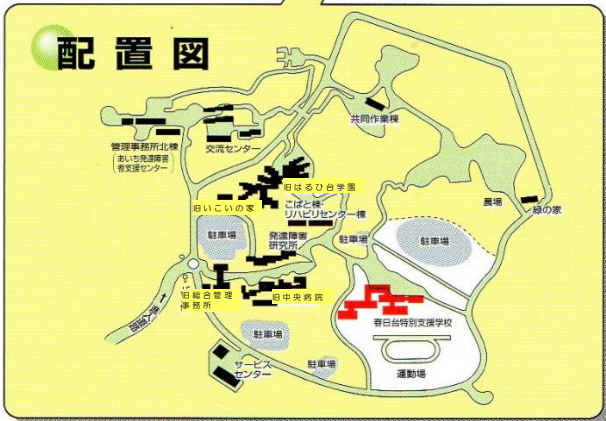 配置図
共同作業棟
管理事務所北棟
(あいち発達障害
者支援センター)
交流センター
旧はるひ台学園
旧いこいの家
こばと棟・
リハビリセンター棟
農場
緑の家
駐車場
発達障害
研究所
駐車場
駐車場
旧総合管理
事務所
旧中央病院
春日台特別支援学校
駐車場
サービス
センター
駐車場
運動場